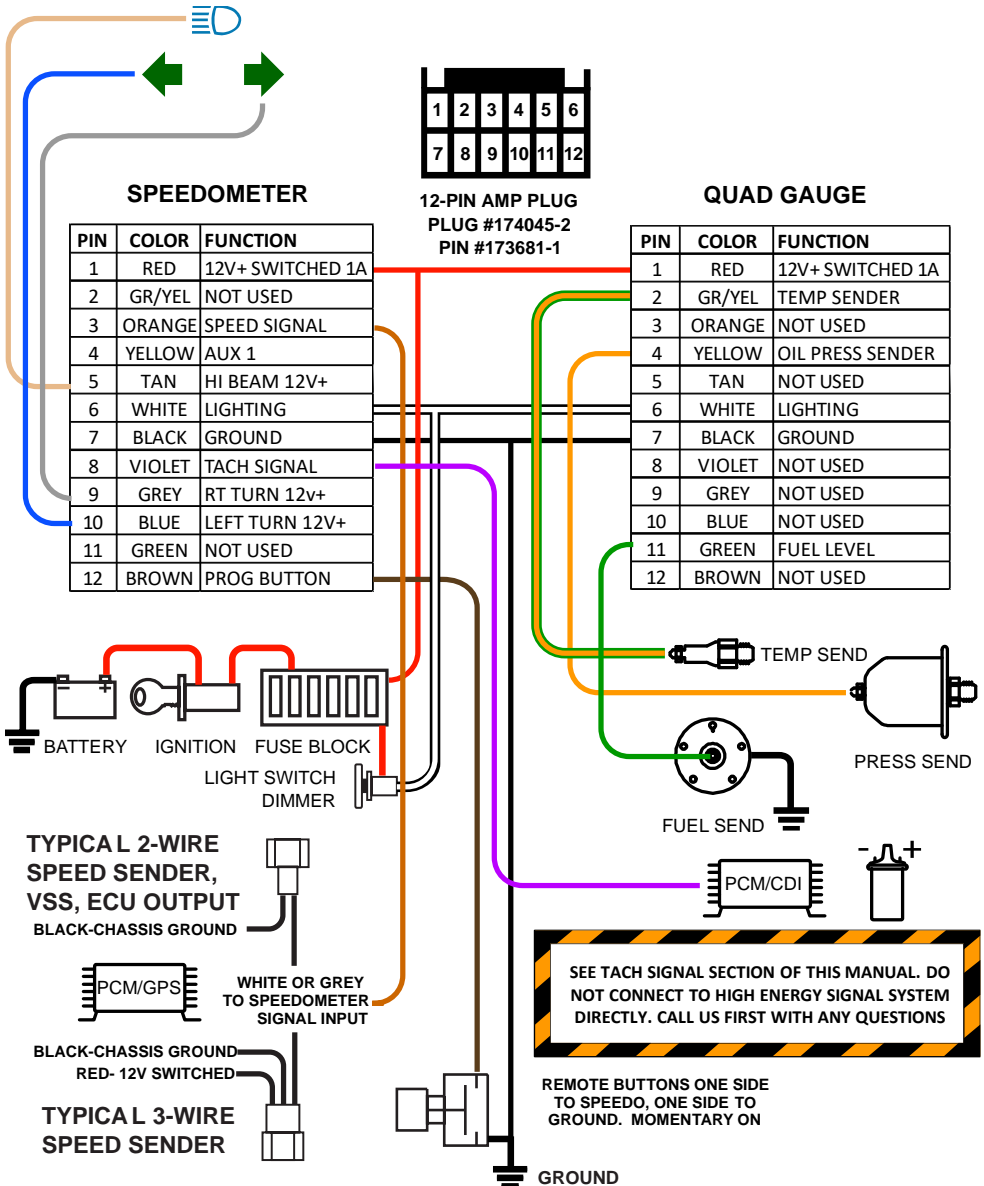 1 2 3 4 5 6
7 8 9 10 11 12
12-PIN AMP PLUG
PLUG #174045-2
PIN #173681-1
SPEEDOMETER
PIN COLOR FUNCTION
1 RED 12V+ SWITCHED 1A
2 GR/YEL NOT USED
3 ORANGE SPEED SIGNAL
4 YELLOW AUX 1
5 TAN HI BEAM 12V+
6 WHITE LIGHTING
7 BLACK GROUND
8 VIOLET TACH SIGNAL
9 GREY RT TURN 12v+
10 BLUE LEFT TURN 12V+
11 GREEN NOT USED
12 BROWN PROG BUTTON
QUAD GAUGE
PIN COLOR FUNCTION
1 RED 12V+ SWITCHED 1A
2 GR/YEL TEMP SENDER
3 ORANGE NOT USED
4 YELLOW OIL PRESS SENDER
5 TAN NOT USED
6 WHITE LIGHTING
7 BLACK GROUND
8 VIOLET NOT USED
9 GREY NOT USED
10 BLUE NOT USED
11 GREEN FUEL LEVEL
12 BROWN NOT USED
TEMP SEND
PRESS SEND
FUEL SEND
- +
BATTERY
IGNITION
FUSE BLOCK
LIGHT SWITCH
DIMMER
TYPICAL 2-WIRE
SPEED SENDER,
VSS, ECU OUTPUT
BLACK-CHASSIS GROUND
PCM/GPS
WHITE OR GREY
TO SPEEDOMETER
SIGNAL INPUT
BLACK-CHASSIS GROUND
RED- 12V SWITCHED
TYPICAL 3-WIRE
SPEED SENDER
PCM/CDI
- +
SEE TACH SIGNAL SECTION OF THIS MANUAL. DO
NOT CONNECT TO HIGH ENERGY SIGNAL SYSTEM
DIRECTLY. CALL US FIRST WITH ANY QUESTIONS
REMOTE BUTTONS ONE SIDE
TO SPEEDO, ONE SIDE TO
GROUND. MOMENTARY ON
GROUND